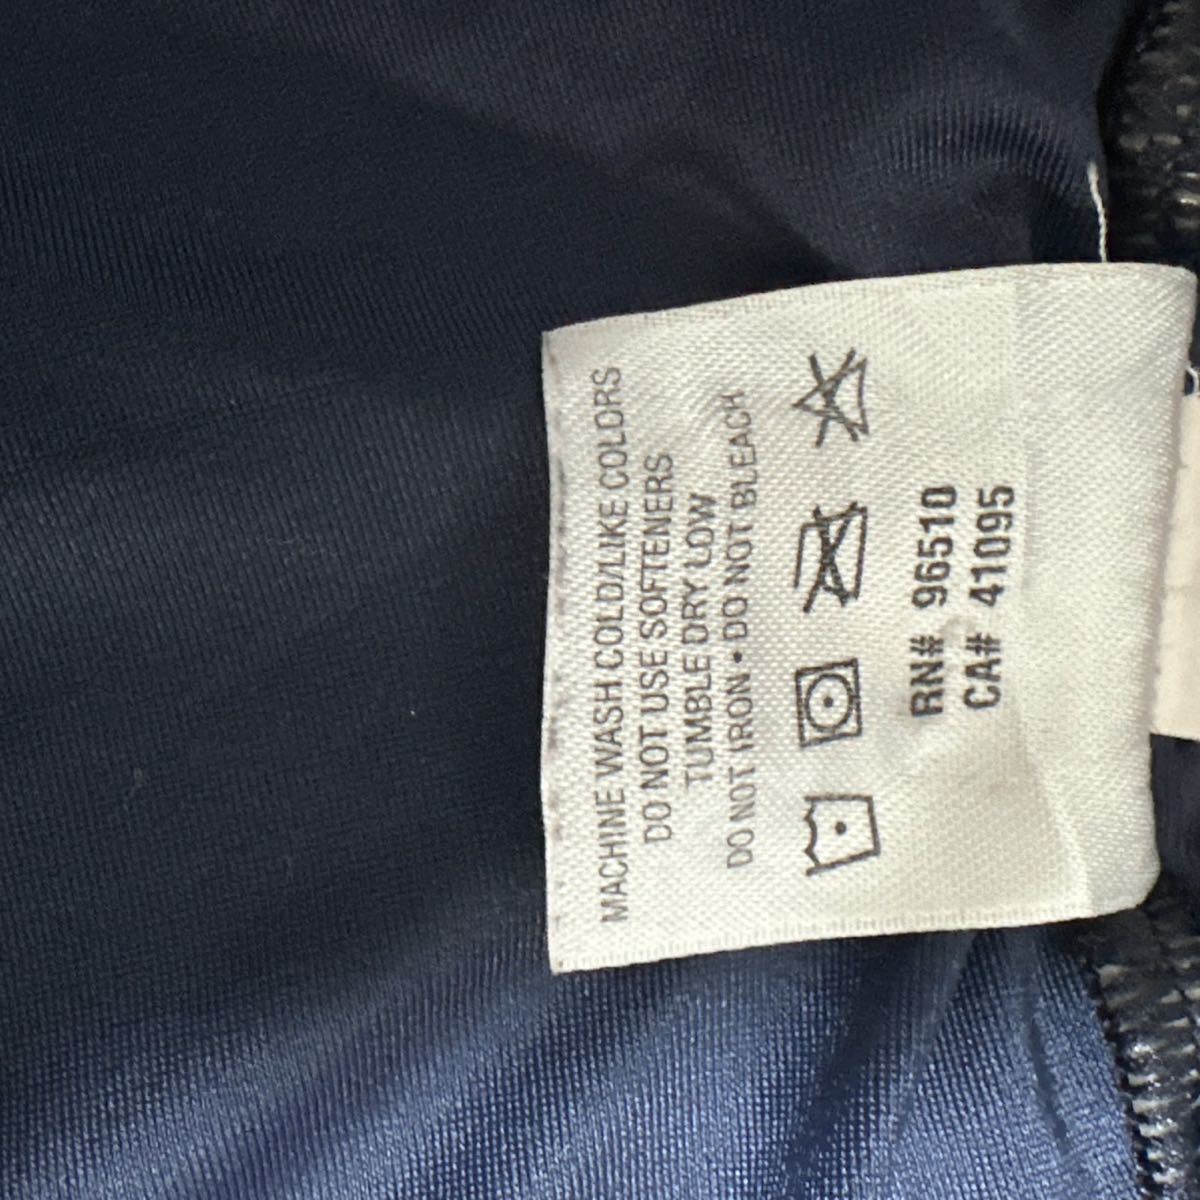 MACHINE WASH COLD/LIKE COLORS
DO NOT USE SOFTENERS
TUMBLE DRY LOW
DO NOT IRON • DO NOT BLEACH
RN# 96510
CA# 41095